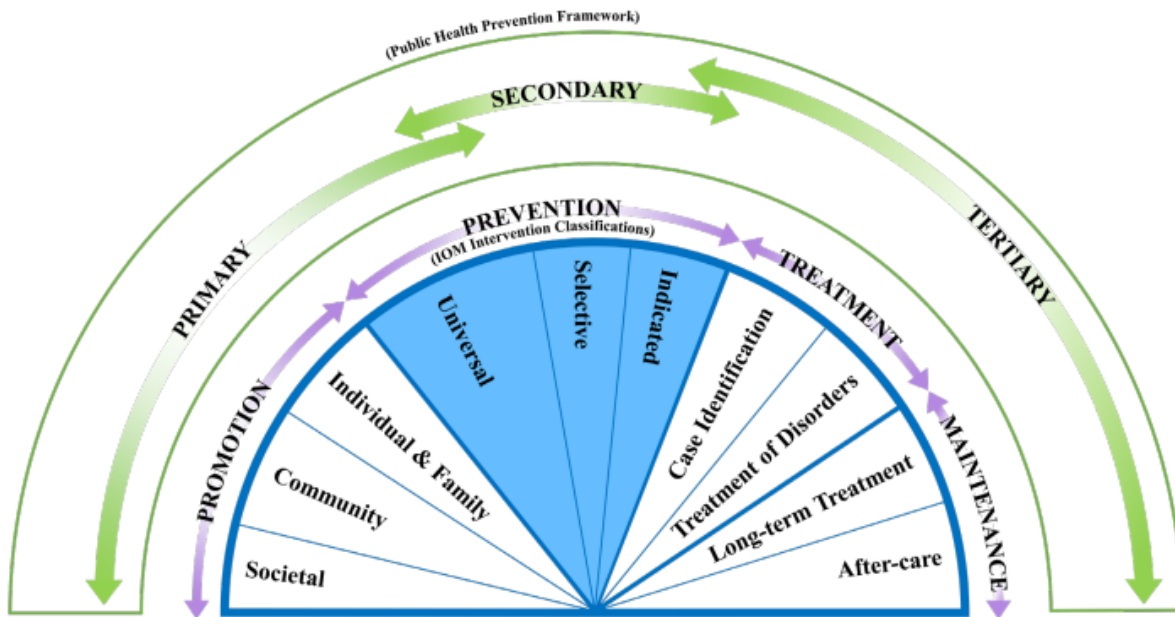 (Public Health Prevention Framework)
PRIMARY
SECONDARY
TERTIARY
PROMOTION
PREVENTION
(IOM Intervention Classifications)
TREATMENT
MAINTENANCE
Societal
Community
Individual & Family
Universal
Selective
Indicated
Case Identification
Treatment of Disorders
Long-term Treatment
After-care